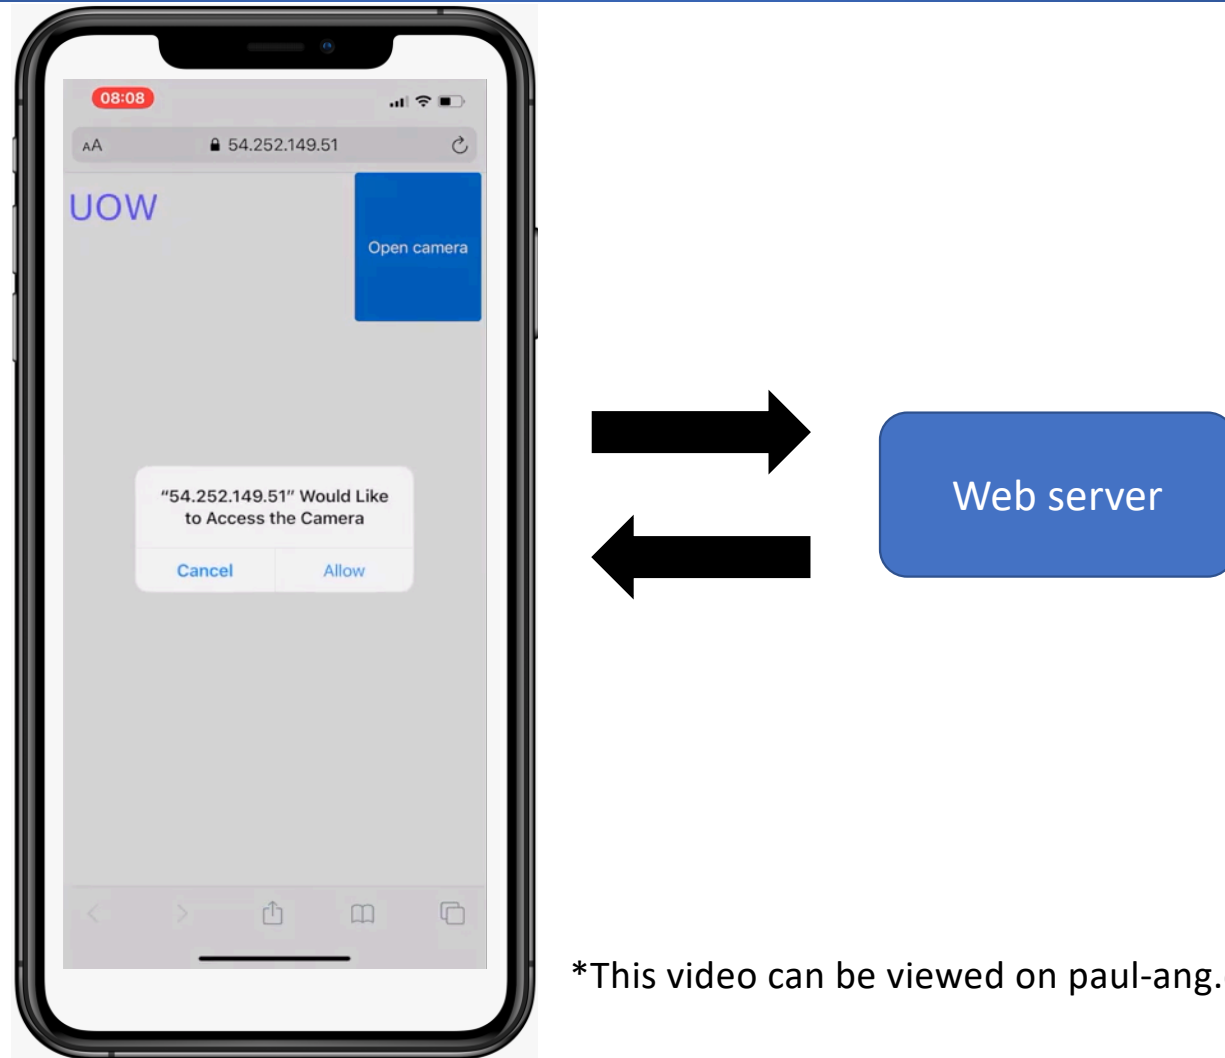 08:08
AA 54.252.149.51
UOW
Open camera
“54.252.149.51” Would Like
to Access the Camera
Cancel Allow
Web server
*This video can be viewed on paul-ang.